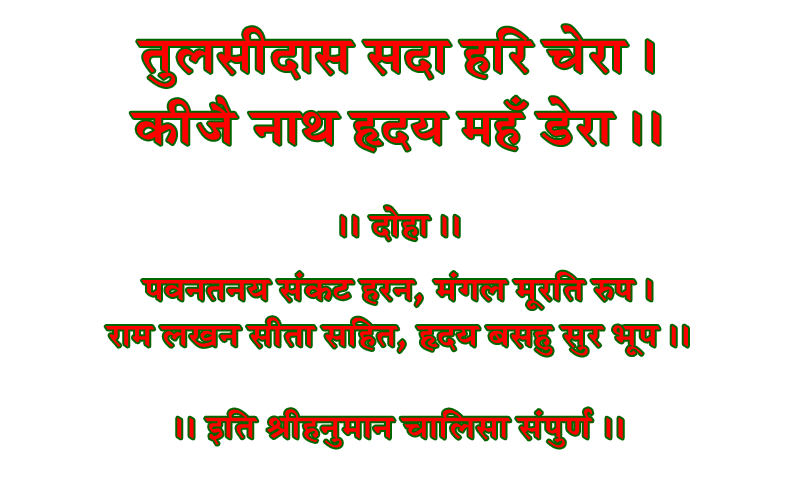 तुलसीदास सदा हरि चेरा ।
कीजै नाथ हृदय महँ डेरा ।।
।। दोहा ।।
पवनतनय संकट हरन, मंगल मूरति रुप ।
राम लखन सीता सहित, हृदय बसहु सुर भूप ।।
।। इति श्रीहनुमान चालिसा संपुर्णं ।।